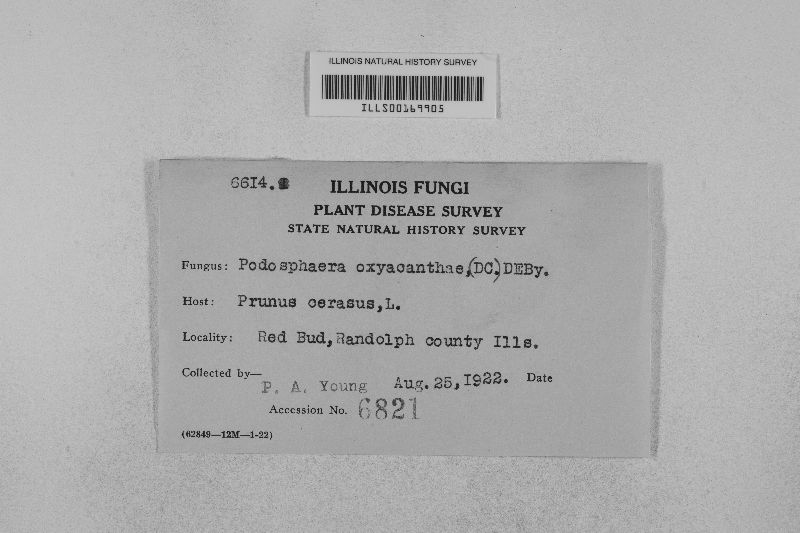 ILLINOIS NATURAL HISTORY SURVEY
ILLS00169905
6614.
ILLINOIS FUNGI
PLANT DISEASE SURVEY
STATE NATURAL HISTORY SURVEY
Fungus: Podosphaera oxyacanthae,(DC.)DEBy.
Host: Prunus cerasus,L.
Locality: Red Bud,Randolph county Ills.
Collected by— P. A. Young Aug.25,1922. Date
Accession No. 6821
(62849—12M—1-22)